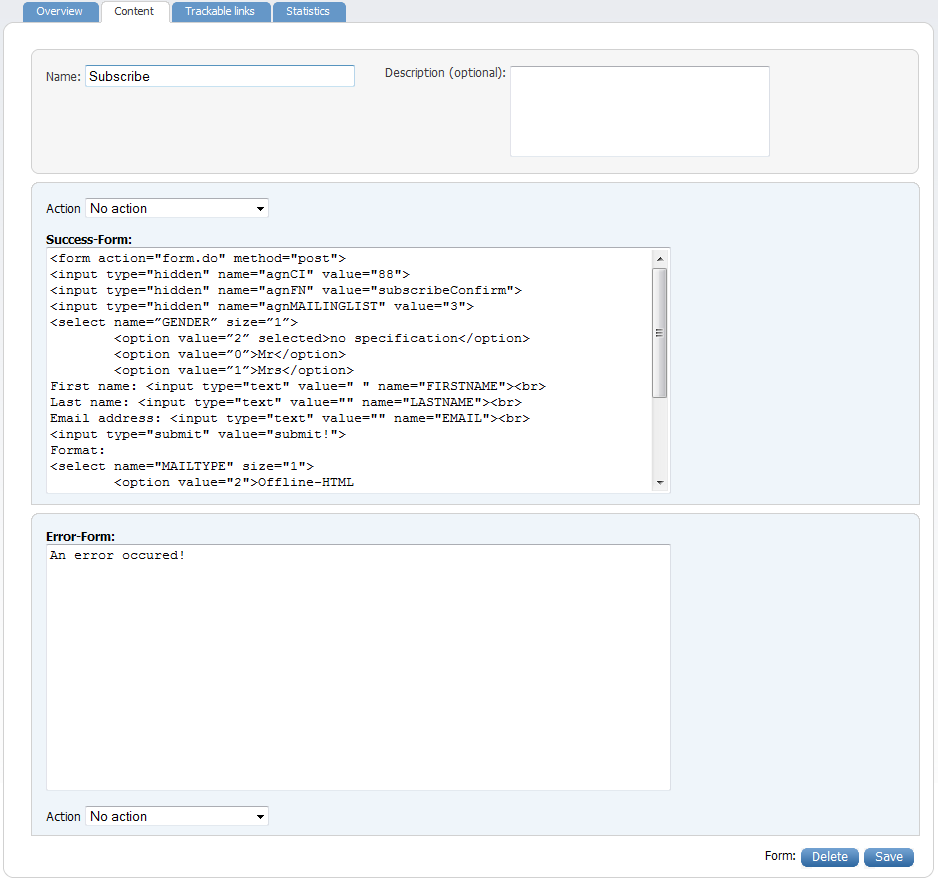 Overview Content Trackable links Statistics
Name: Subscribe Description (optional):
Action No action
Success-Form:
<form action="form.do" method="post">
<input type="hidden" name="agnCI" value="88">
<input type="hidden" name="agnFN" value="subscribeConfirm">
<input type="hidden" name="agnMAILINGLIST" value="3">
<select name=”GENDER” size=”1”>
<option value=”2” selected>no specification</option>
<option value=”0”>Mr</option>
<option value=”1”>Mrs</option>
First name: <input type="text" value=" " name="FIRSTNAME"><br>
Last name: <input type="text" value="" name="LASTNAME"><br>
Email address: <input type="text" value="" name="EMAIL"><br>
<input type="submit" value="submit!">
Format:
<select name="MAILTYPE" size="1">
<option value="2">Offline-HTML
Error-Form:
An error occured!
Action No action
Form: Delete Save